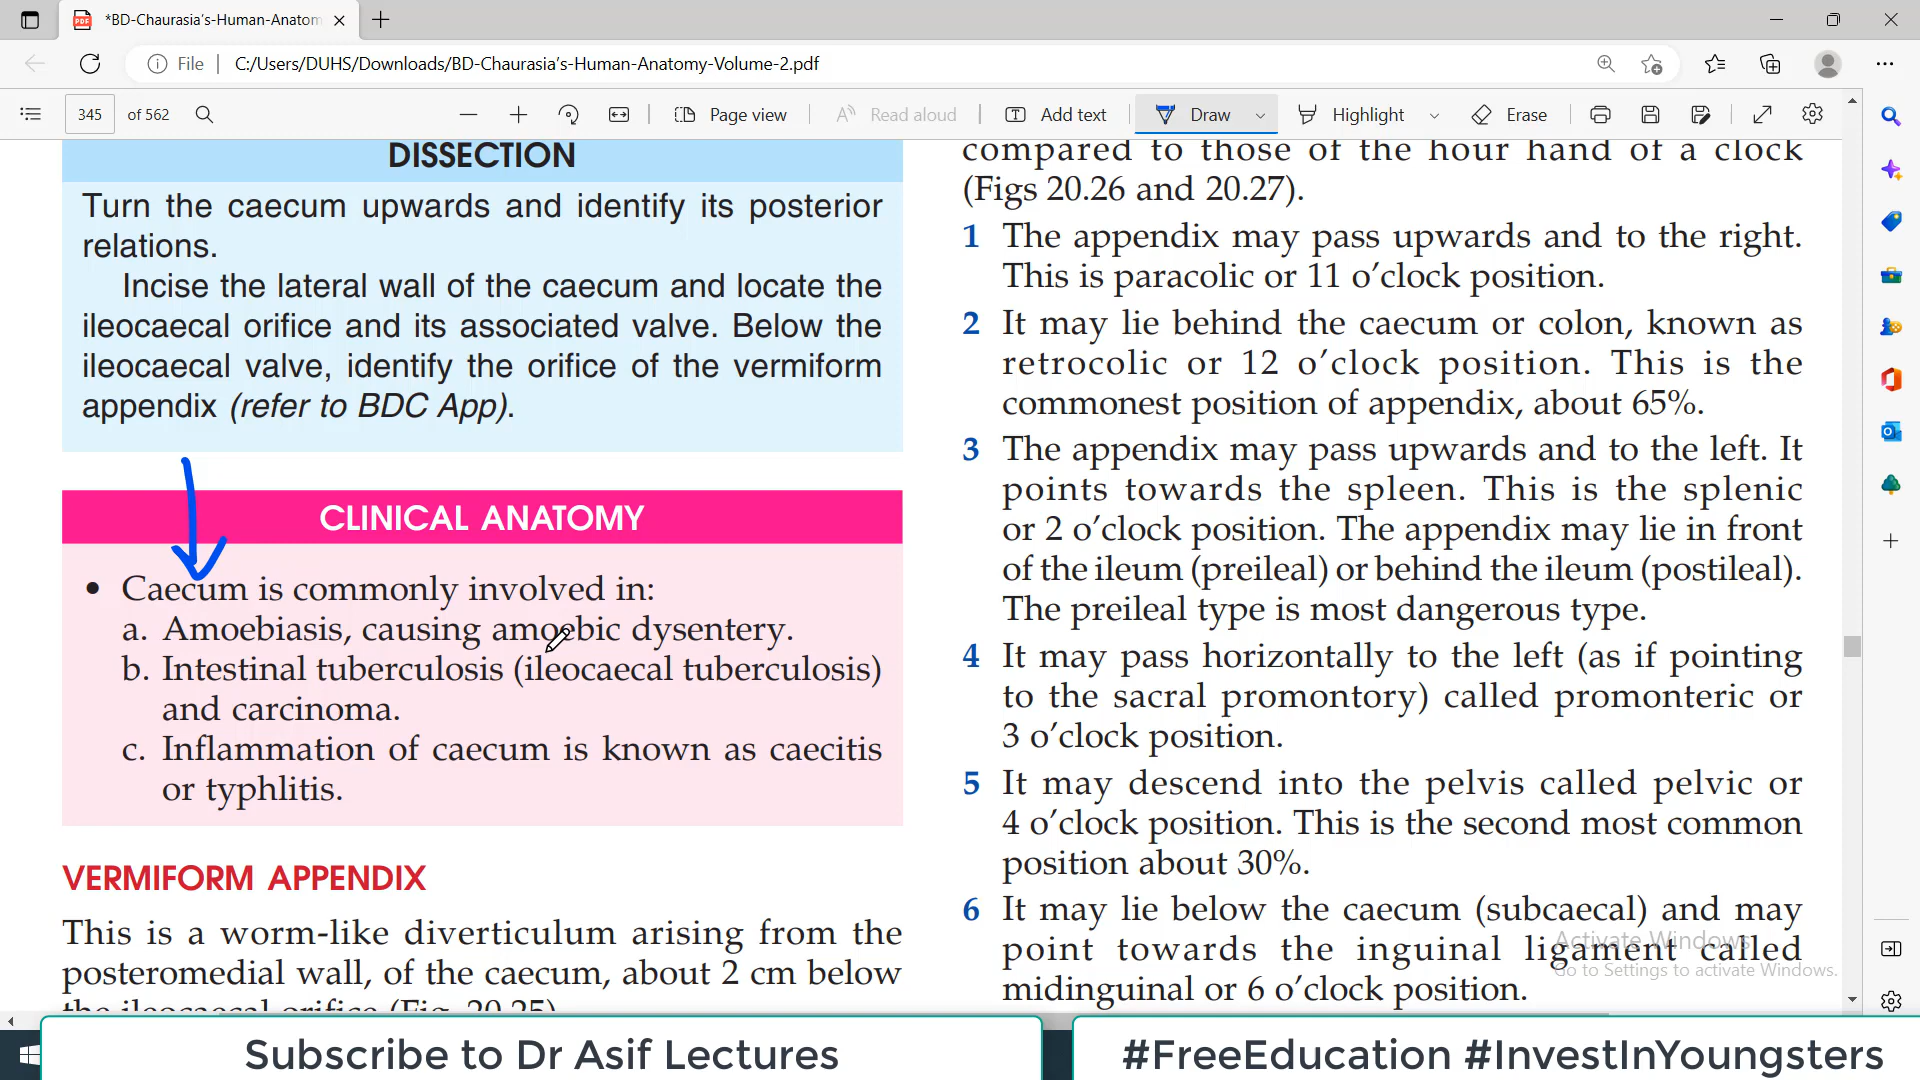 *BD-Chaurasia's-Human-Anatom
File
C:/Users/DUHS/Downloads/BD-Chaurasia's-Human-Anatomy-Volume-2.pdf
345 of 562
Page view
Read aloud
Add text
Draw
Highlight
Erase
DISSECTION
Turn the caecum upwards and identify its posterior
relations.
Incise the lateral wall of the caecum and locate the
ileocaecal orifice and its associated valve. Below the
ileocaecal valve, identify the orifice of the vermiform
appendix (refer to BDC App).
CLINICAL ANATOMY
• Caecum is commonly involved in:
a. Amoebiasis, causing amoebic dysentery.
b. Intestinal tuberculosis (ileocaecal tuberculosis)
and carcinoma.
c. Inflammation of caecum is known as caecitis
or typhlitis.
VERMIFORM APPENDIX
This is a worm-like diverticulum arising from the
posteromedial wall, of the caecum, about 2 cm below
the ileocaecal orifice (Fig. 20.25)
compared to those of the hour hand of a clock
(Figs 20.26 and 20.27).
1 The appendix may pass upwards and to the right.
This is paracolic or 11 o'clock position.
2 It may lie behind the caecum or colon, known as
retrocolic or 12 o'clock position. This is the
commonest position of appendix, about 65%.
3 The appendix may pass upwards and to the left. It
points towards the spleen. This is the splenic
or 2 o'clock position. The appendix may lie in front
of the ileum (preileal) or behind the ileum (postileal).
The preileal type is most dangerous type.
4 It may pass horizontally to the left (as if pointing
to the sacral promontory) called promonteric or
3 o'clock position.
5 It may descend into the pelvis called pelvic or
4 o'clock position. This is the second most common
position about 30%.
6 It may lie below the caecum (subcaecal) and may
point towards the inguinal ligament called
midinguinal or 6 o'clock position.
Activate Windows
Go to Settings to activate Windows.
Subscribe to Dr Asif Lectures
#FreeEducation #InvestInYoungsters